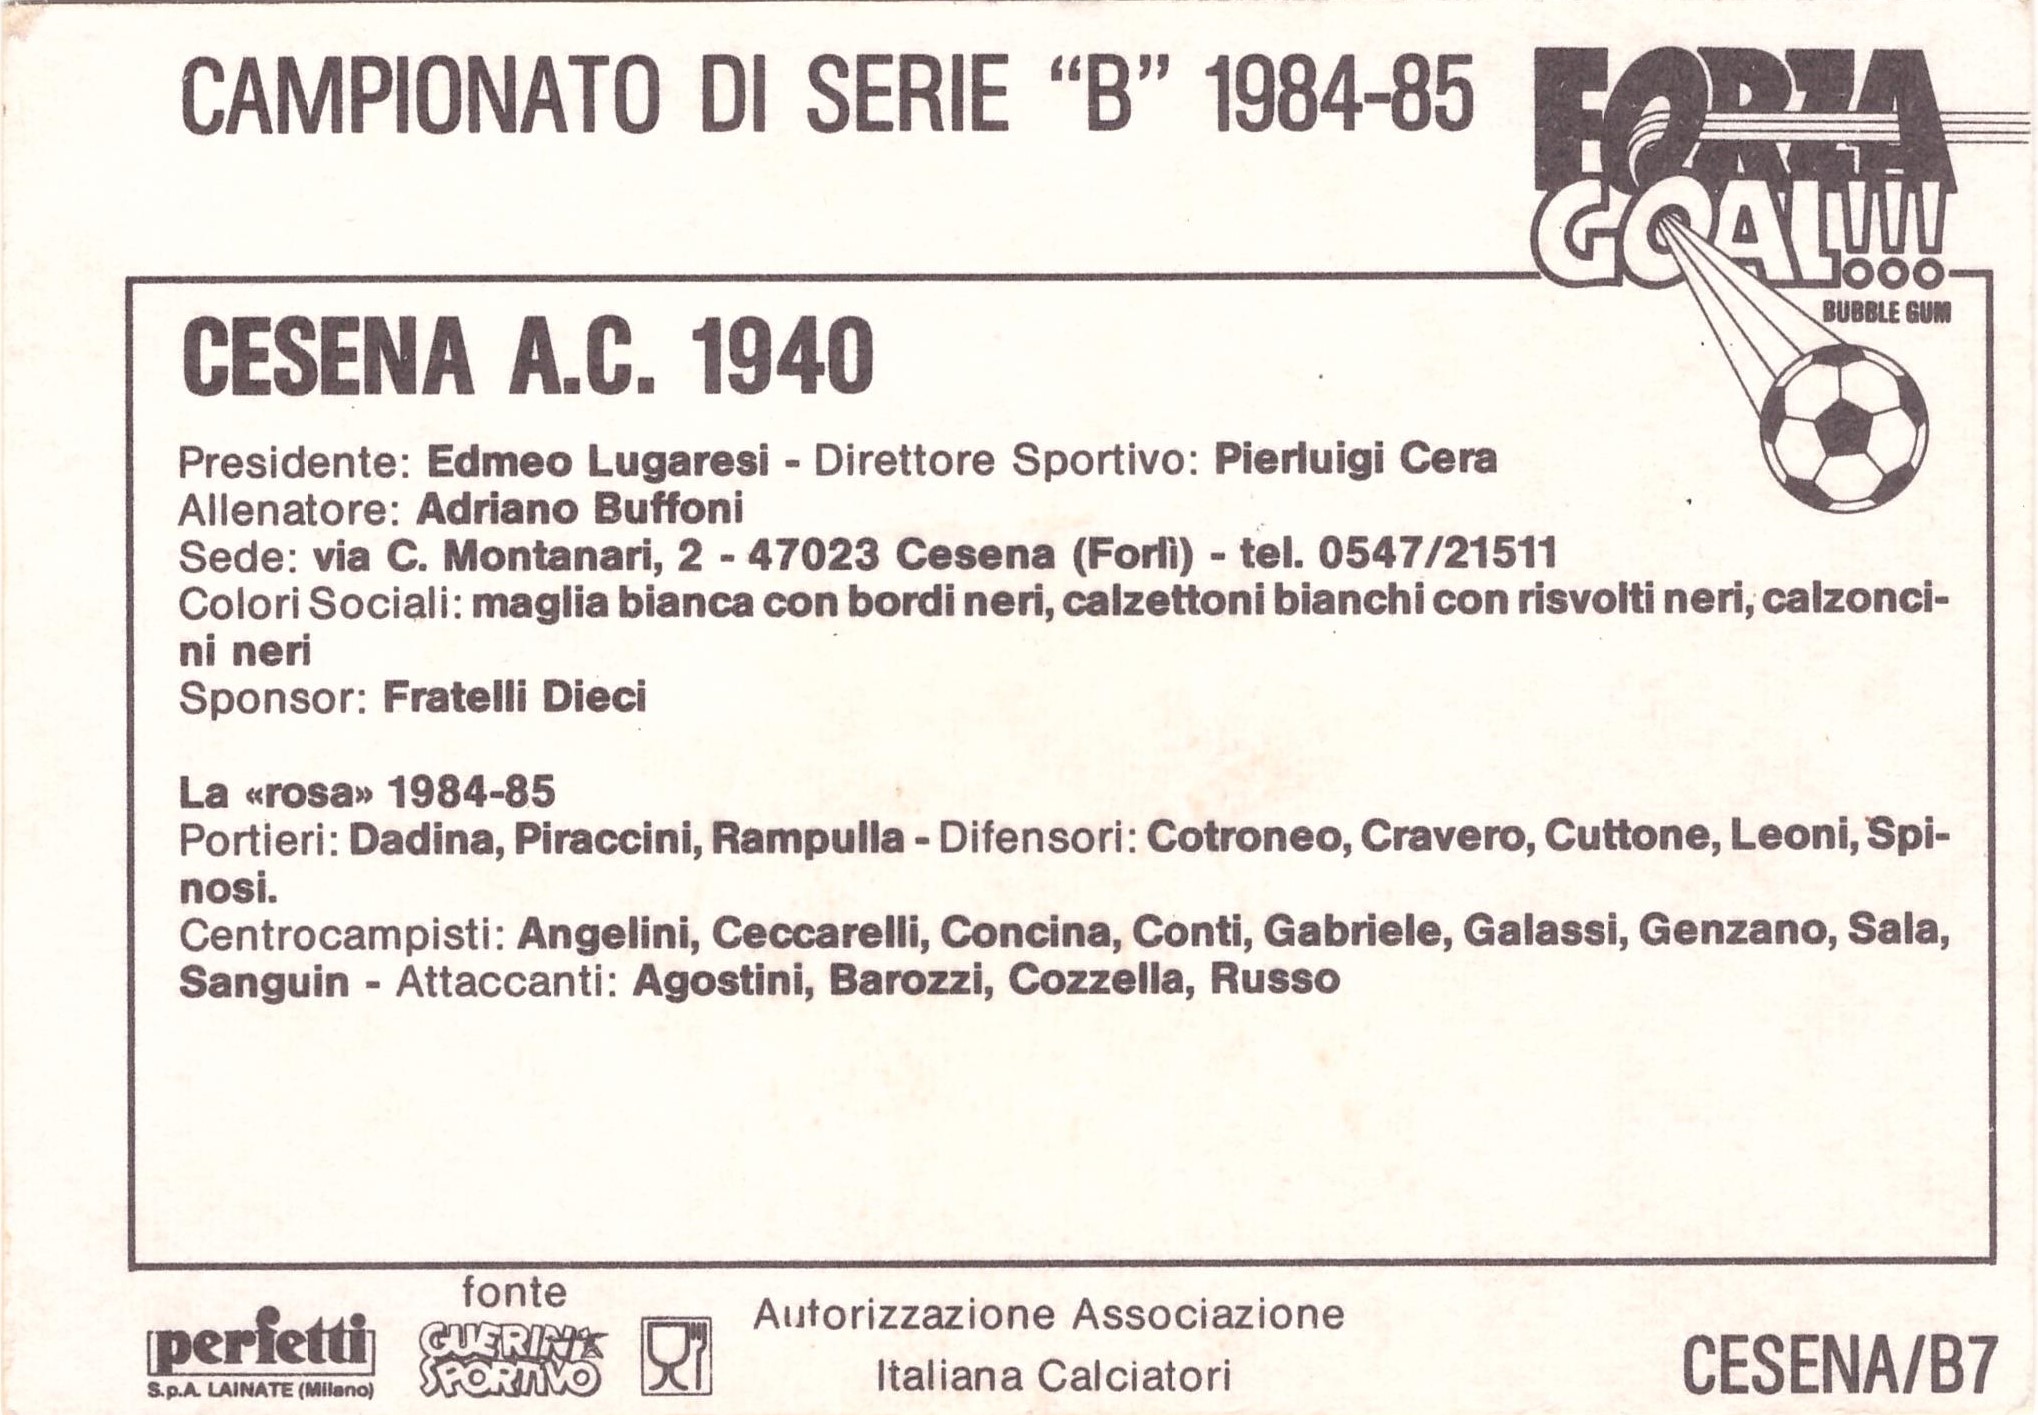 CAMPIONATO DI SERIE “B” 1984-85
FORZA
GOAL!!!
BUBBLE GUM
CESENA A.C. 1940
Presidente: Edmeo Lugaresi - Direttore Sportivo: Pierluigi Cera
Allenatore: Adriano Buffoni
Sede: via C. Montanari, 2 - 47023 Cesena (Forlì) - tel. 0547/21511
Colori Sociali: maglia bianca con bordi neri, calzettoni bianchi con risvolti neri, calzonci-
ni neri
Sponsor: Fratelli Dieci
La «rosa» 1984-85
Portieri: Dadina, Piraccini, Rampulla - Difensori: Cotroneo, Cravero, Cuttone, Leoni, Spi-
nosi.
Centrocampisti: Angelini, Ceccarelli, Concina, Conti, Gabriele, Galassi, Genzano, Sala,
Sanguin - Attaccanti: Agostini, Barozzi, Cozzella, Russo
perfetti
S.p.A. LAINATE (Milano)
fonte
GUERIN
SPORTIVO
Autorizzazione Associazione
Italiana Calciatori
CESENA/B7